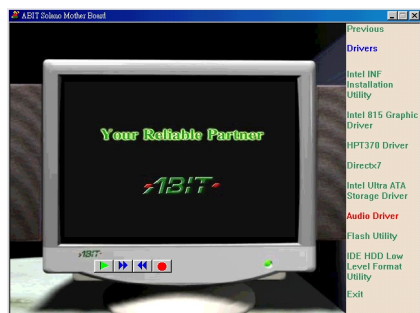 ABIT Solano Mother Board
Previous
Drivers
Intel INF
Installation
Utility
Intel 815 Graphic
Driver
HPT370 Driver
Directx7
Intel Ultra ATA
Storage Driver
Audio Driver
Flash Utility
IDE HDD Low
Level Format
Utility
Exit
Your Reliable Partner
ABIT
ABIT